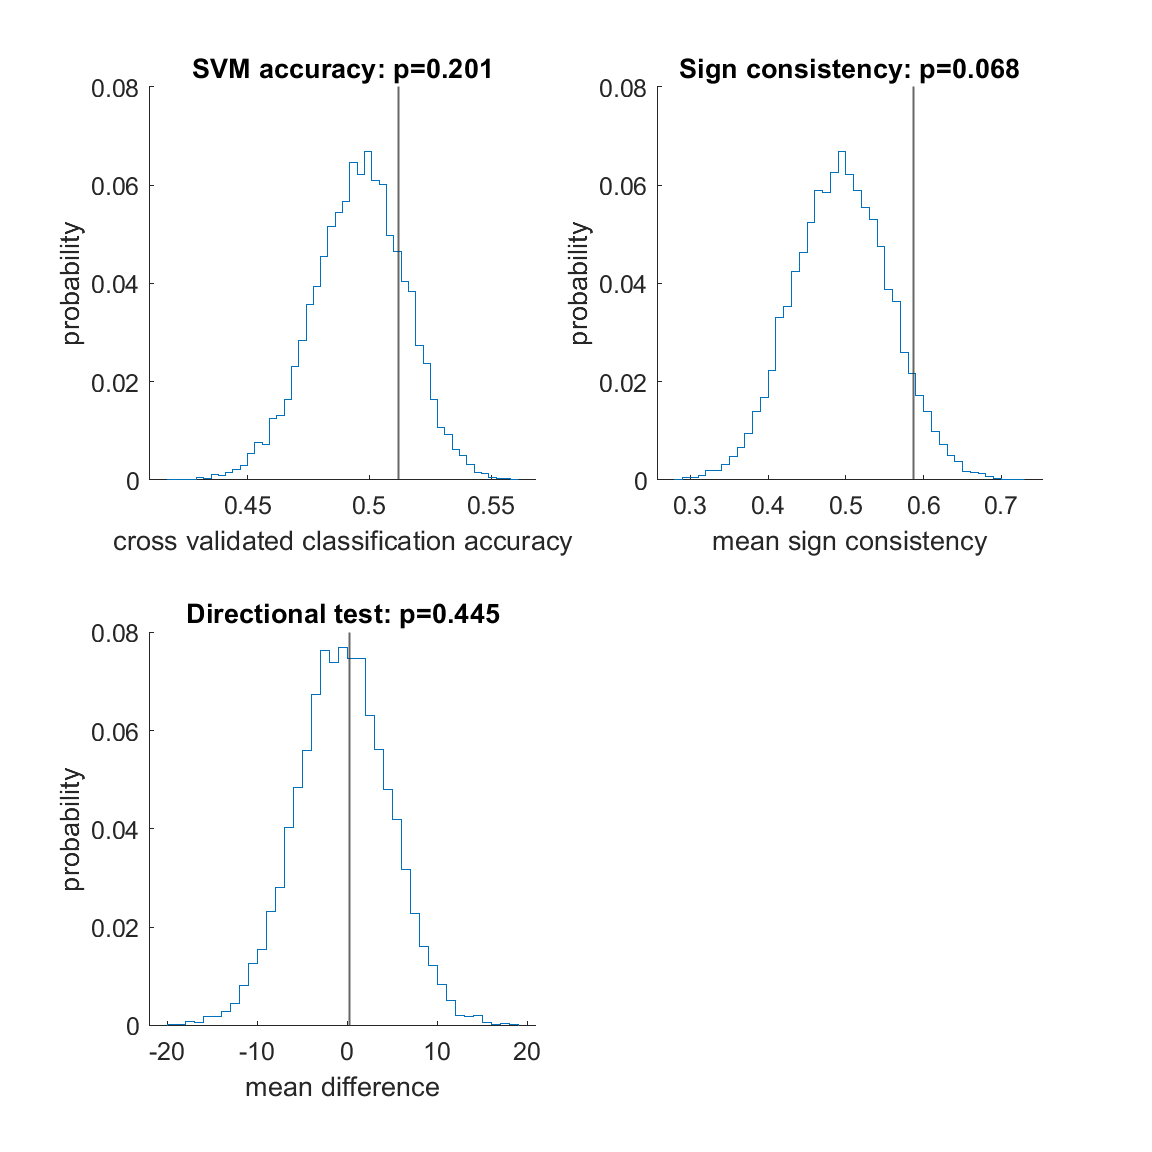 SVM accuracy: p=0.201
0.08
0.06
0.04
0.02
0
probability
0.45 0.5 0.55
cross validated classification accuracy
Sign consistency: p=0.068
0.08
0.06
0.04
0.02
0
probability
0.3 0.4 0.5 0.6 0.7
mean sign consistency
Directional test: p=0.445
0.08
0.06
0.04
0.02
0
probability
-20 -10 0 10 20
mean difference